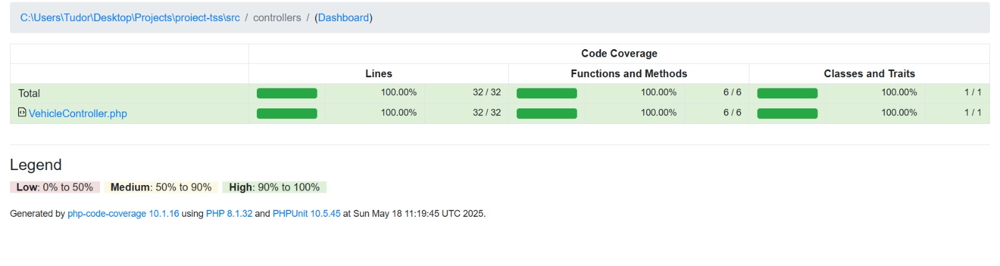 C:\Users\Tudor\Desktop\Projects\proiect-tss\src / controllers / (Dashboard)
Code Coverage
Lines Functions and Methods Classes and Traits
Total 100.00% 32 / 32 100.00% 6 / 6 100.00% 1 / 1
VehicleController.php 100.00% 32 / 32 100.00% 6 / 6 100.00% 1 / 1
Legend
Low: 0% to 50% Medium: 50% to 90% High: 90% to 100%
Generated by php-code-coverage 10.1.16 using PHP 8.1.32 and PHPUnit 10.5.45 at Sun May 18 11:19:45 UTC 2025.